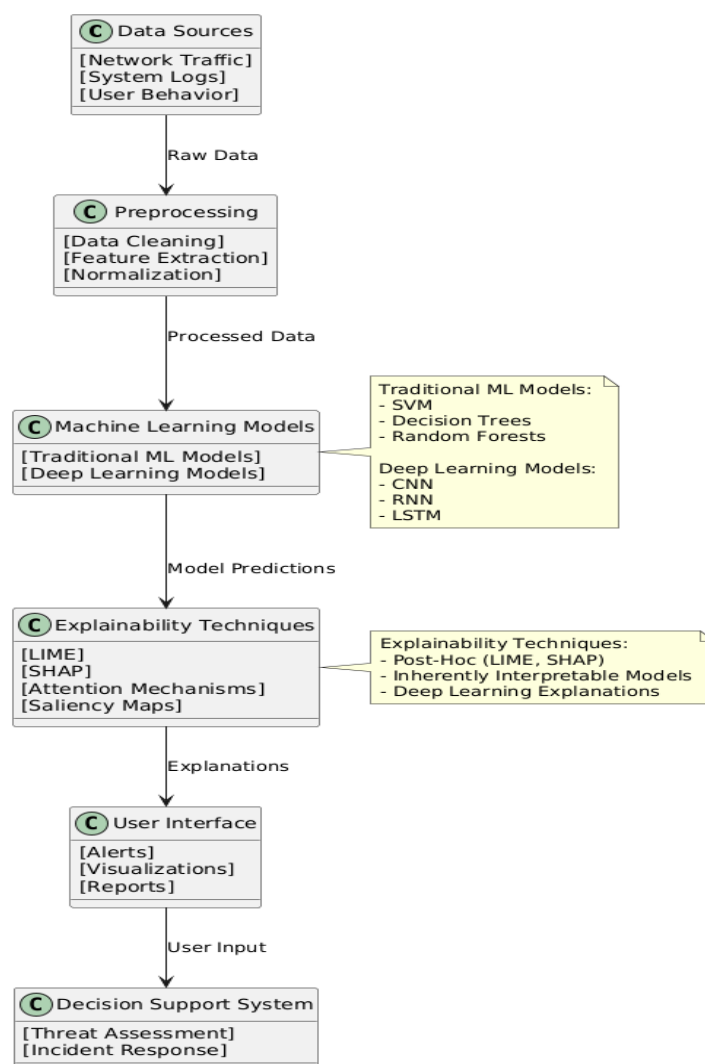 C Data Sources
[Network Traffic]
[System Logs]
[User Behavior]
Raw Data
C Preprocessing
[Data Cleaning]
[Feature Extraction]
[Normalization]
Processed Data
C Machine Learning Models
[Traditional ML Models]
[Deep Learning Models]
Traditional ML Models:
- SVM
- Decision Trees
- Random Forests
Deep Learning Models:
- CNN
- RNN
- LSTM
Model Predictions
C Explainability Techniques
[LIME]
[SHAP]
[Attention Mechanisms]
[Saliency Maps]
Explainability Techniques:
- Post-Hoc (LIME, SHAP)
- Inherently Interpretable Models
- Deep Learning Explanations
Explanations
C User Interface
[Alerts]
[Visualizations]
[Reports]
User Input
C Decision Support System
[Threat Assessment]
[Incident Response]